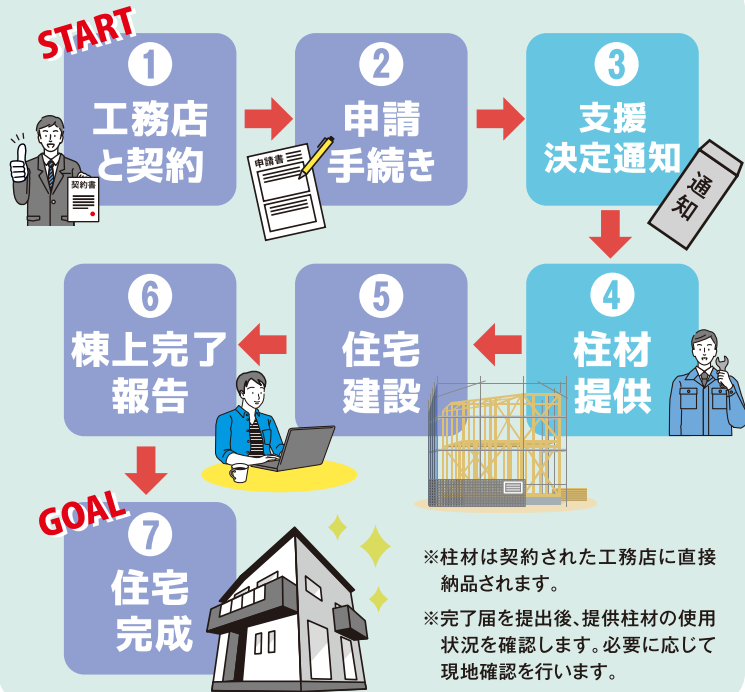 START
1
工務店
と契約
契約書
2
申請
手続き
申請書
3
支援
決定通知
通知
4
柱材
提供
5
住宅
建設
6
棟上完了
報告
GOAL
7
住宅
完成
※柱材は契約された工務店に直接
納品されます。
※完了届を提出後、提供柱材の使用
状況を確認します。必要に応じて
現地確認を行います。